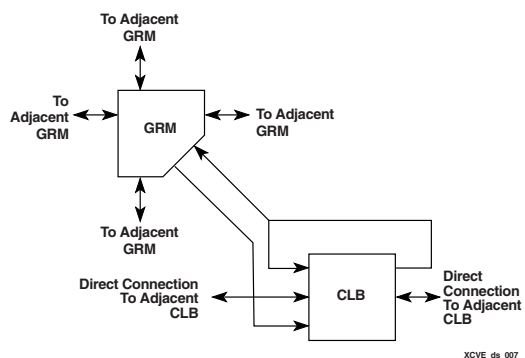 To Adjacent
GRM
To
Adjacent
GRM
GRM
To Adjacent
GRM
To Adjacent
GRM
Direct Connection
To Adjacent
CLB
CLB
Direct
Connection
To Adjacent
CLB
XCVE_ds_007